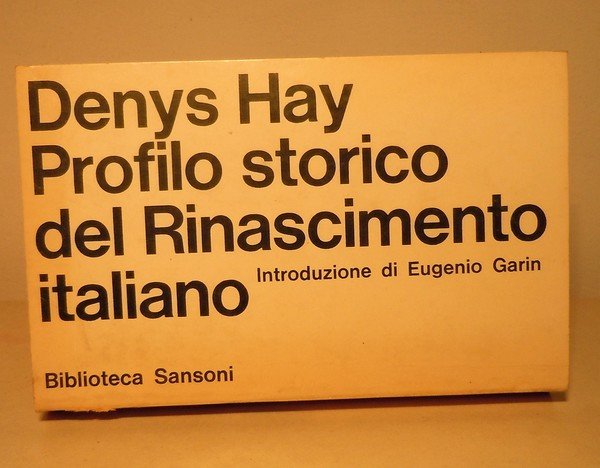 Denys Hay
Profilo storico
del Rinascimento
italiano
Introduzione di Eugenio Garin
Biblioteca Sansoni